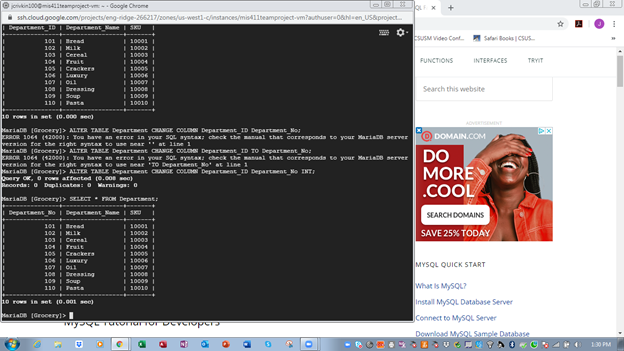 jcnvkn100@mis411teamproject-vm: ~ - Google Chrome
ssh.cloud.google.com/projects/eng-ridge-266217/zones/us-west1-c/instances/mis411teamproject-vm?authuser=0&hl=en_US&project...
| Department_ID | Department_Name | SKU |
| 101 | Bread | 10001 |
| 102 | Milk | 10002 |
| 103 | Cereal | 10003 |
| 104 | Fruit | 10004 |
| 105 | Crackers | 10005 |
| 106 | Luxury | 10006 |
| 107 | Oil | 10007 |
| 108 | Dressing | 10008 |
| 109 | Soup | 10009 |
| 110 | Pasta | 10010 |
10 rows in set (0.000 sec)
MariaDB [Grocery]> ALTER TABLE Department CHANGE COLUMN Department_ID Department_No;
ERROR 1064 (42000): You have an error in your SQL syntax; check the manual that corresponds to your MariaDB server
version for the right syntax to use near '' at line 1
MariaDB [Grocery]> ALTER TABLE Department CHANGE COLUMN Department_ID TO Department_No;
ERROR 1064 (42000): You have an error in your SQL syntax; check the manual that corresponds to your MariaDB server
version for the right syntax to use near 'TO Department_No' at line 1
MariaDB [Grocery]> ALTER TABLE Department CHANGE COLUMN Department_ID Department_No INT;
Query OK, 0 rows affected (0.008 sec)
Records: 0 Duplicates: 0 Warnings: 0
MariaDB [Grocery]> SELECT * FROM Department;
| Department_No | Department_Name | SKU |
| 101 | Bread | 10001 |
| 102 | Milk | 10002 |
| 103 | Cereal | 10003 |
| 104 | Fruit | 10004 |
| 105 | Crackers | 10005 |
| 106 | Luxury | 10006 |
| 107 | Oil | 10007 |
| 108 | Dressing | 10008 |
| 109 | Soup | 10009 |
| 110 | Pasta | 10010 |
10 rows in set (0.001 sec)
MariaDB [Grocery]>
MySQL Tutorial for Developers
CSUSM Video Conf...
Safari Books (CSUS...
FUNCTIONS INTERFACES TRYIT
Search this website
ADVERTISEMENT
DOMAIN.COM
DO
MORE
.COOL
SEARCH DOMAINS
SAVE 25% TODAY
MYSQL QUICK START
What Is MySQL?
Install MySQL Database Server
Connect to MySQL Server
Download MySQL Sample Database
1:30 PM